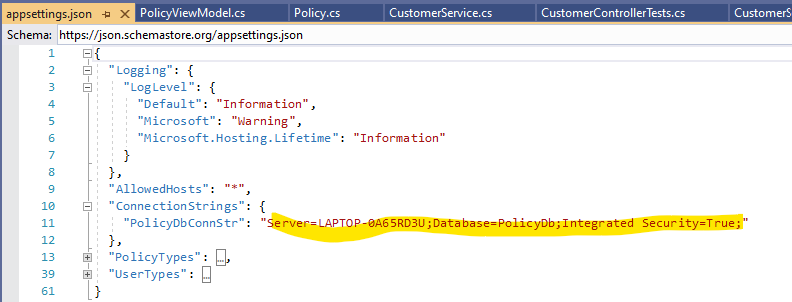 appsettings.json PolicyViewModel.cs Policy.cs CustomerService.cs CustomerControllerTests.cs CustomerS
Schema: https://json.schemastore.org/appsettings.json
1 {
2 "Logging": {
3 "LogLevel": {
4 "Default": "Information",
5 "Microsoft": "Warning",
6 "Microsoft.Hosting.Lifetime": "Information"
7 }
8 },
9 "AllowedHosts": "*",
10 "ConnectionStrings": {
11 "PolicyDbConnStr": "Server=LAPTOP-0A65RD3U;Database=PolicyDb;Integrated Security=True;"
12 },
13 "PolicyTypes": ...,
39 "UserTypes": ...
61 }